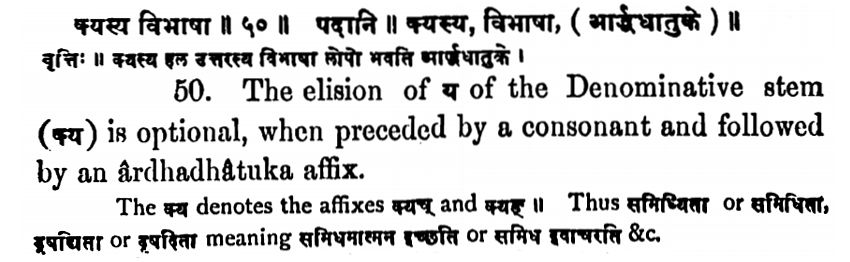 क्यस्य विभाषा ॥ ५० ॥ पदानि ॥ क्यस्य, विभाषा, ( आर्द्धधातुके ) ॥
वृत्तिः ॥ क्यस्य हल उत्तरस्य विभाषा लोपो भवति आर्द्धधातुके ।
50. The elision of य of the Denominative stem
(क्य) is optional, when preceded by a consonant and followed
by an ârdhadhâtuka affix.
The क्य denotes the affixes क्यच् and क्यङ् ॥ Thus समिध्यिता or समिधिता,
दृषद्यिता or दृषदिता meaning समिधमात्मन इच्छति or समिध इवाचरति &c.